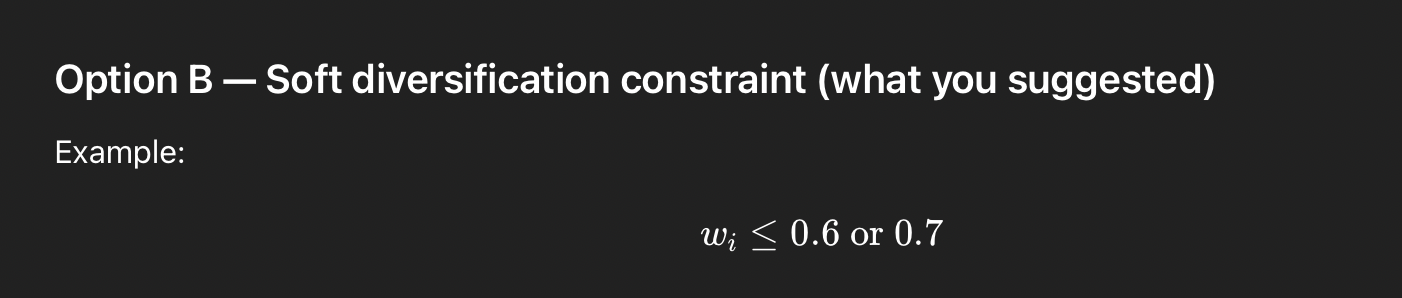 Option B — Soft diversification constraint (what you suggested)
Example:
wᵢ ≤ 0.6 or 0.7